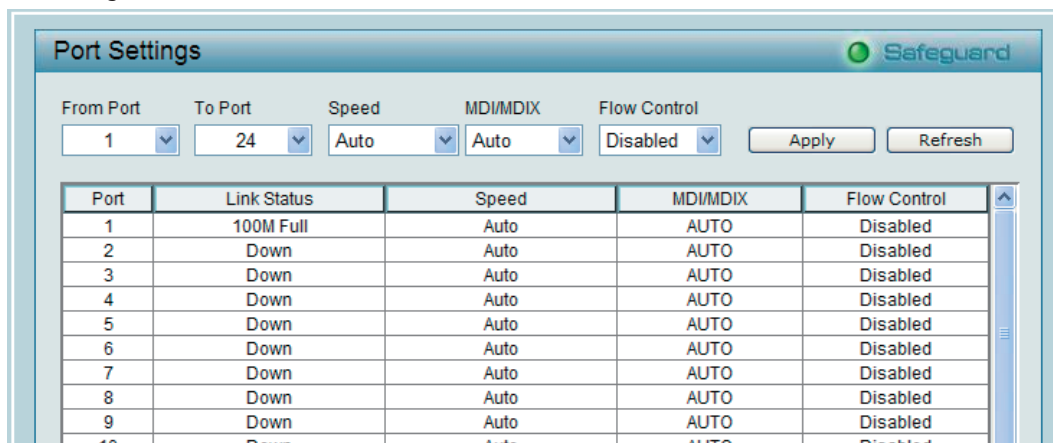 Port Settings Safeguard
From Port To Port Speed MDI/MDIX Flow Control
1 24 Auto Auto Disabled Apply Refresh
Port Link Status Speed MDI/MDIX Flow Control
1 100M Full Auto AUTO Disabled
2 Down Auto AUTO Disabled
3 Down Auto AUTO Disabled
4 Down Auto AUTO Disabled
5 Down Auto AUTO Disabled
6 Down Auto AUTO Disabled
7 Down Auto AUTO Disabled
8 Down Auto AUTO Disabled
9 Down Auto AUTO Disabled